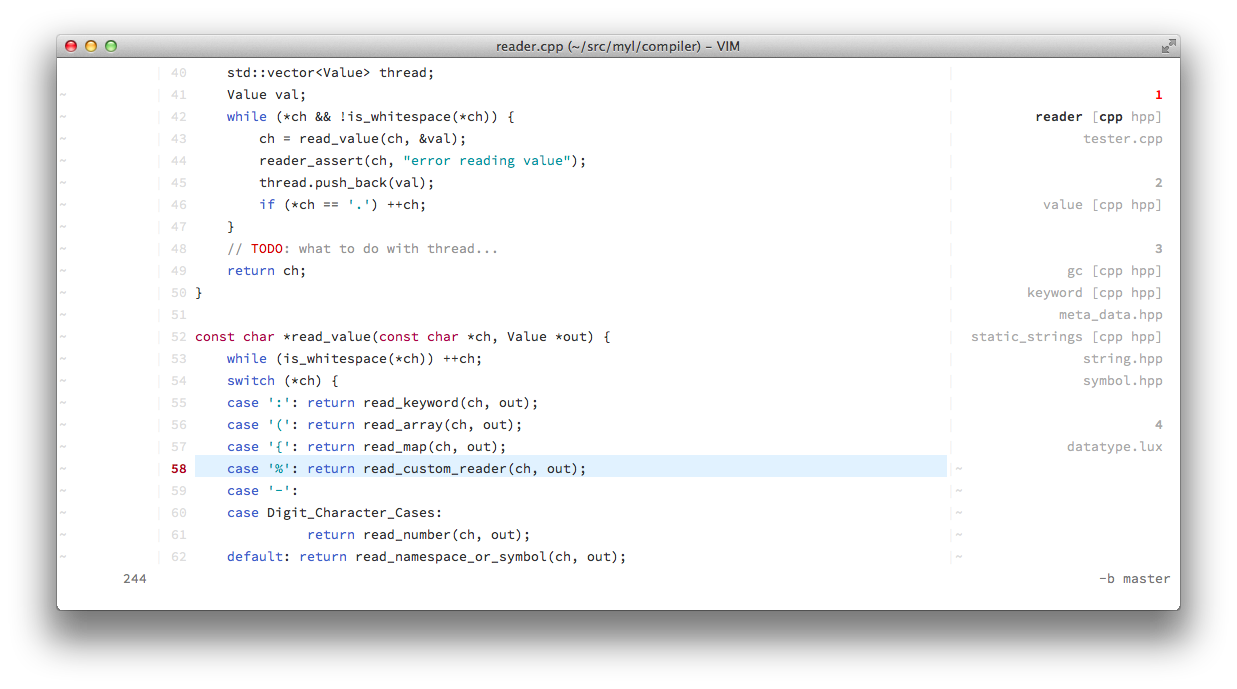 reader.cpp (~/src/myl/compiler) – VIM
40     std::vector<Value> thread;
~ 41     Value val; 1
~ 42     while (*ch && !is_whitespace(*ch)) { reader [cpp hpp]
~ 43         ch = read_value(ch, &val); tester.cpp
~ 44         reader_assert(ch, "error reading value");
~ 45         thread.push_back(val); 2
~ 46         if (*ch == '.') ++ch; value [cpp hpp]
~ 47     }
~ 48     // TODO: what to do with thread... 3
~ 49     return ch; gc [cpp hpp]
~ 50 } keyword [cpp hpp]
~ 51 meta_data.hpp
~ 52 const char *read_value(const char *ch, Value *out) { static_strings [cpp hpp]
~ 53     while (is_whitespace(*ch)) ++ch; string.hpp
~ 54     switch (*ch) { symbol.hpp
~ 55     case ':': return read_keyword(ch, out);
~ 56     case '(': return read_array(ch, out); 4
~ 57     case '{': return read_map(ch, out); datatype.lux
~ 58     case '%': return read_custom_reader(ch, out); ~
~ 59     case '-': ~
~ 60     case Digit_Character_Cases: ~
~ 61               return read_number(ch, out); ~
~ 62     default: return read_namespace_or_symbol(ch, out); ~
244 -b master